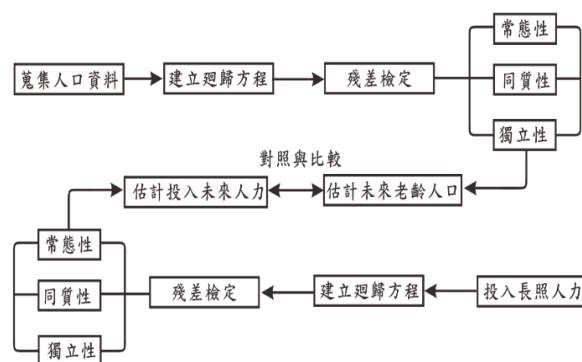 常態性
蒐集人口資料
建立廻歸方程
殘差檢定
同質性
獨立性
對照與比較
估計投入未來人力
估計未來老齡人口
常態性
同質性
殘差檢定
建立廻歸方程
投入長照人力
獨立性